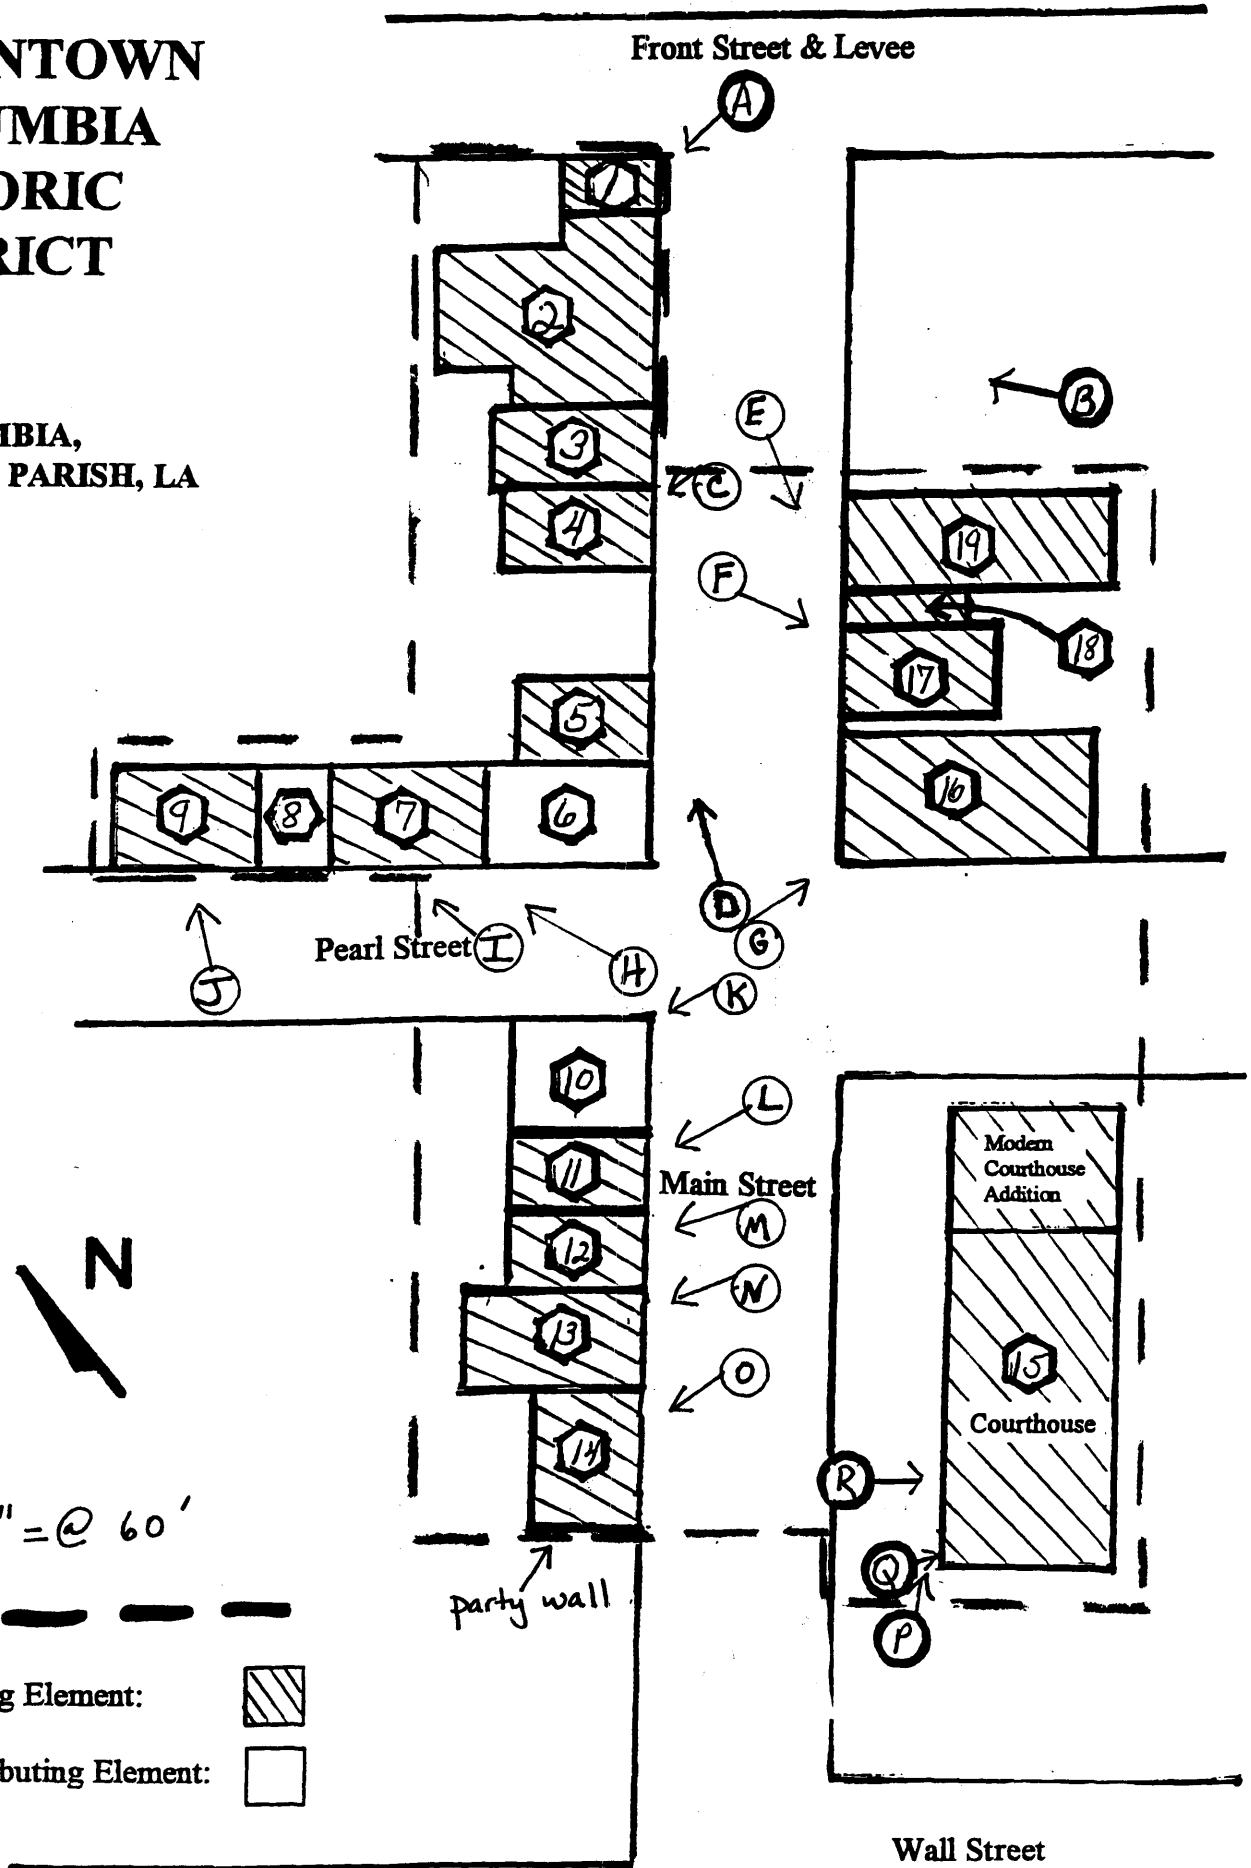 NTOWN
UMBIA
ORIC
RICT
MBIA,
PARISH, LA
Front Street & Levee
A
1
2
3
4
E
C
B
F
19
18
17
16
5
6
7
8
9
D
G
Pearl Street
I
H
J
K
10
L
11
Main Street
M
12
N
13
O
14
Modern
Courthouse
Addition
15
Courthouse
R
Q
P
N
" = @ 60'
party wall
g Element:
buting Element:
Wall Street